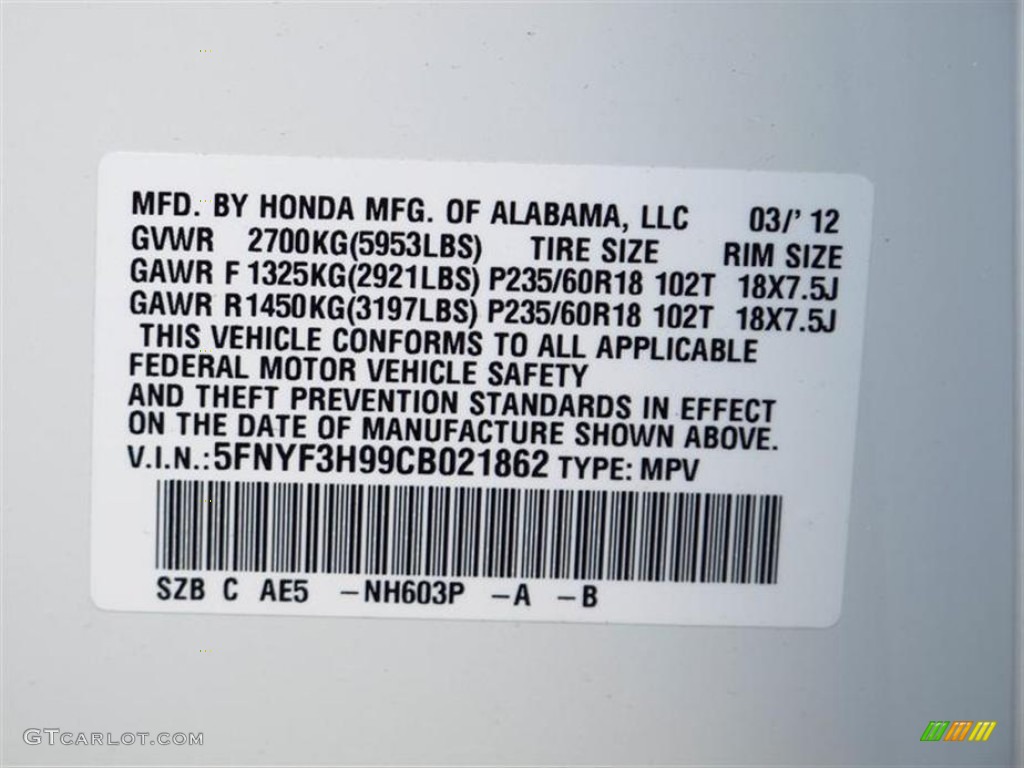 MFD. BY HONDA MFG. OF ALABAMA, LLC 03/' 12
GVWR 2700KG(5953LBS) TIRE SIZE RIM SIZE
GAWR F 1325KG(2921LBS) P235/60R18 102T 18X7.5J
GAWR R1450KG(3197LBS) P235/60R18 102T 18X7.5J
THIS VEHICLE CONFORMS TO ALL APPLICABLE
FEDERAL MOTOR VEHICLE SAFETY
AND THEFT PREVENTION STANDARDS IN EFFECT
ON THE DATE OF MANUFACTURE SHOWN ABOVE.
V.I.N.:5FNYF3H99CB021862 TYPE: MPV
SZB C AE5 –NH603P –A –B
GTCARLOT.COM